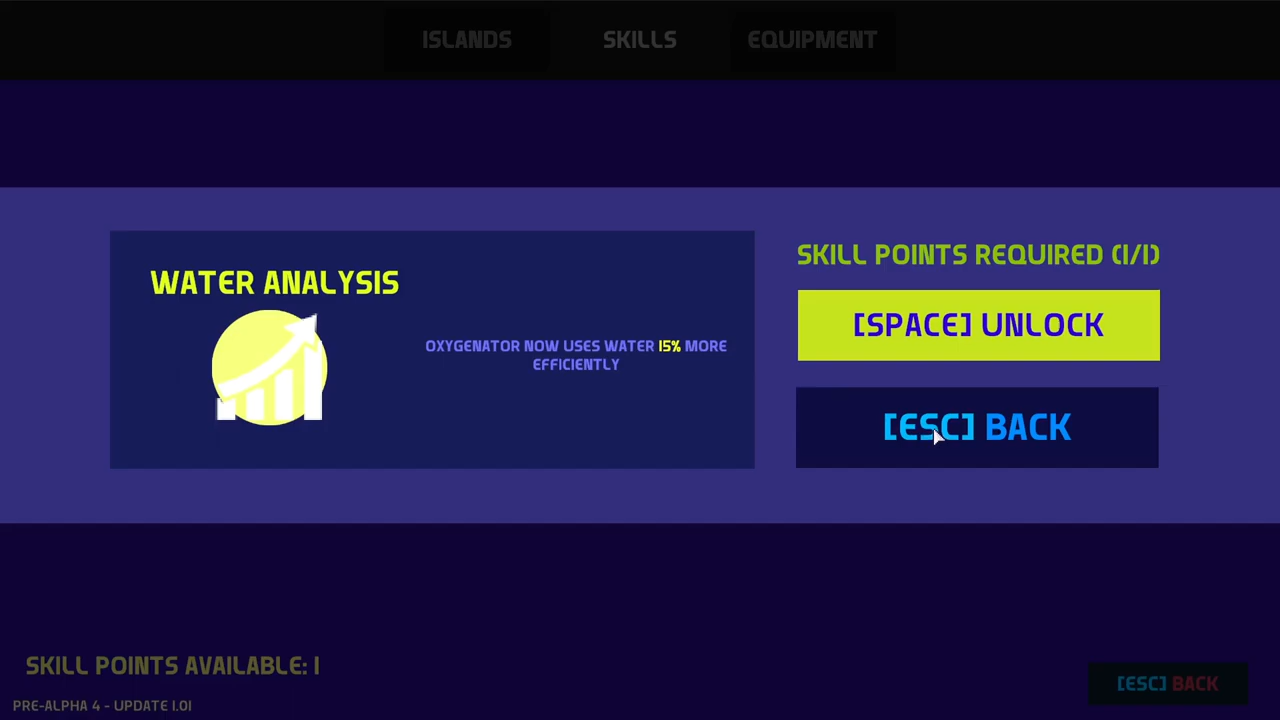 ISLANDS SKILLS EQUIPMENT
WATER ANALYSIS
OXYGENATOR NOW USES WATER 15% MORE
EFFICIENTLY
SKILL POINTS REQUIRED (1/1)
[SPACE] UNLOCK
[ESC] BACK
SKILL POINTS AVAILABLE: 1
[ESC] BACK
PRE-ALPHA 4 - UPDATE 1.01